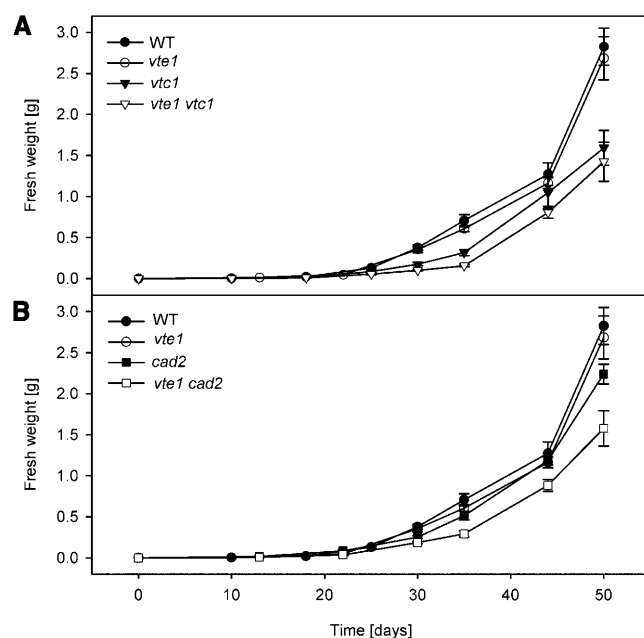 A
WT
vte1
vtc1
vte1 vtc1
Fresh weight [g]
3.0
2.5
2.0
1.5
1.0
0.5
0.0
B
WT
vte1
cad2
vte1 cad2
Fresh weight [g]
3.0
2.5
2.0
1.5
1.0
0.5
0.0
0 10 20 30 40 50
Time [days]